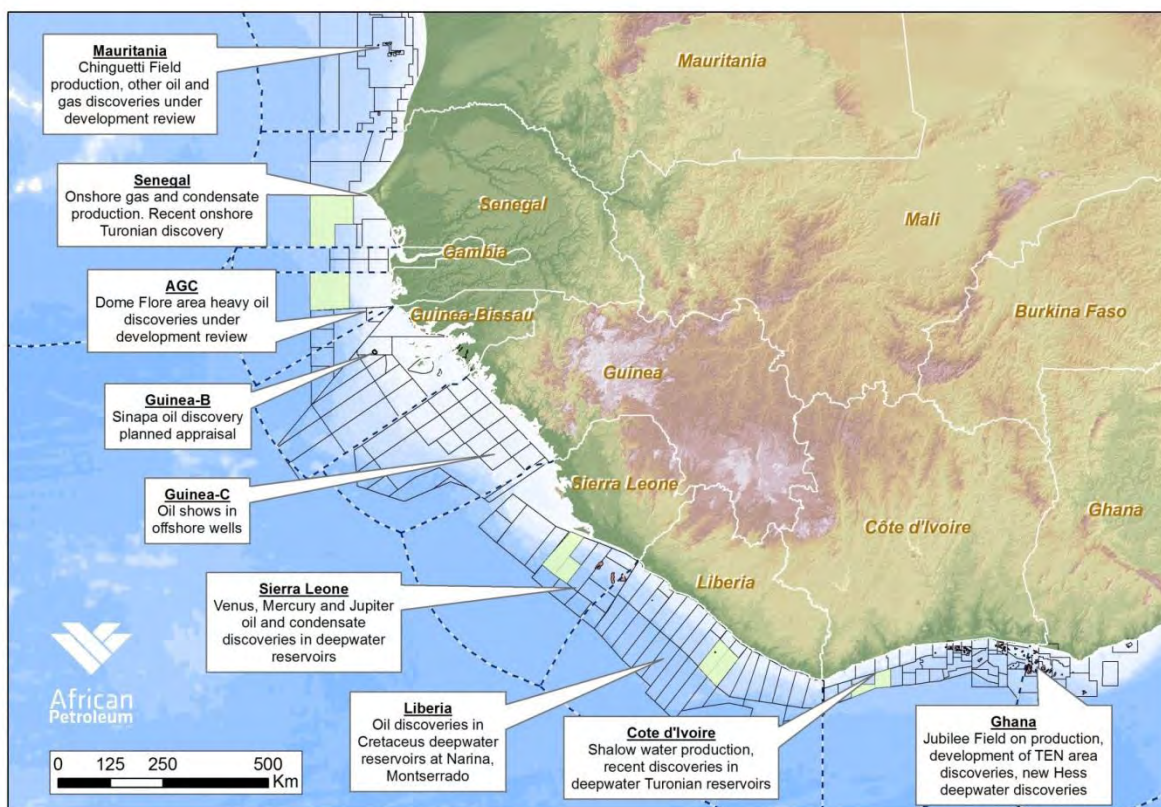 Mauritania
Chinguetti Field
production, other oil and
gas discoveries under
development review
Senegal
Onshore gas and condensate
production. Recent onshore
Turonian discovery
AGC
Dome Flore area heavy oil
discoveries under
development review
Guinea-B
Sinapa oil discovery
planned appraisal
Guinea-C
Oil shows in
offshore wells
Sierra Leone
Venus, Mercury and Jupiter
oil and condensate
discoveries in deepwater
reservoirs
Liberia
Oil discoveries in
Cretaceus deepwater
reservoirs at Narina,
Montserrado
Cote d'Ivoire
Shalow water production,
recent discoveries in
deepwater Turonian reservoirs
Ghana
Jubilee Field on production,
development of TEN area
discoveries, new Hess
deepwater discoveries
Mauritania
Senegal
Mali
Gambia
Guinea-Bissau
Burkina Faso
Guinea
Sierra Leone
Côte d'Ivoire
Ghana
Liberia
African
Petroleum
0 125 250 500
Km